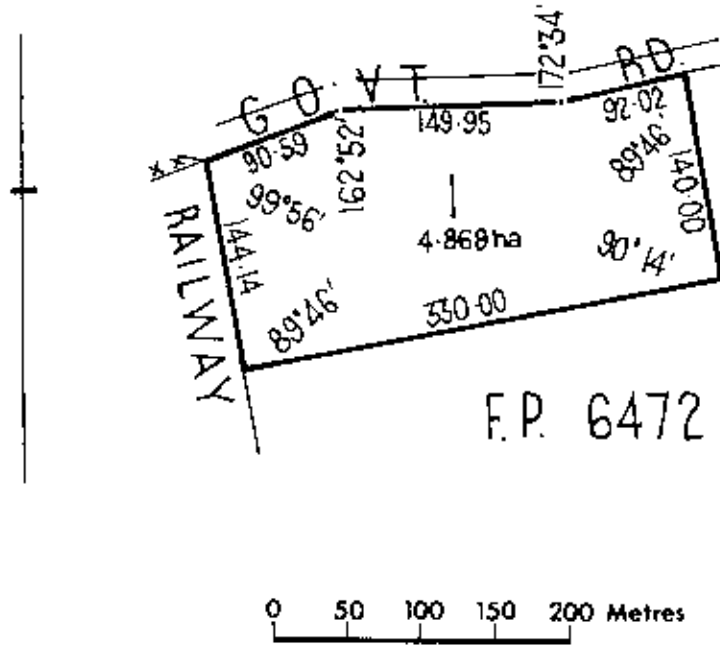 GOVT RD.
172°34'
92·02
149·95
90·59
162°52'
89°46'
140·00
x x
99°56'
RAILWAY
144·14
4·869ha
90°14'
89°46'
330·00
F.P. 6472
0 50 100 150 200 Metres